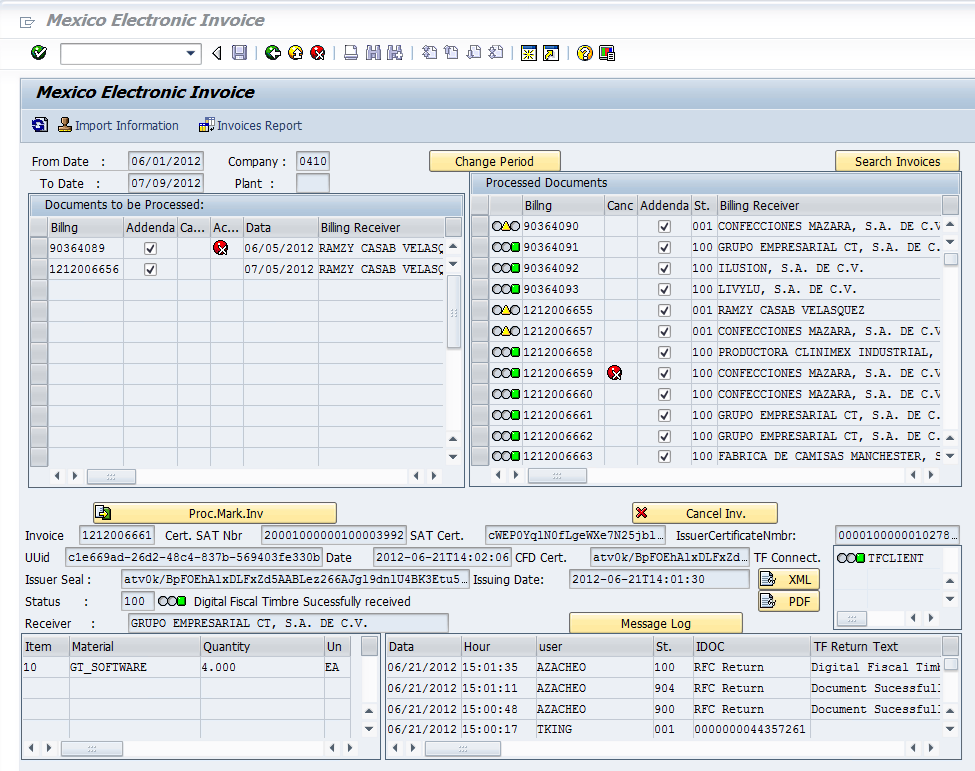 Mexico Electronic Invoice
Mexico Electronic Invoice
Import Information Invoices Report
From Date : 06/01/2012 Company : 0410 Change Period Search Invoices
To Date : 07/09/2012 Plant :
Documents to be Processed:
Billng Addenda Ca... Ac... Data Billing Receiver
90364089 06/05/2012 RAMZY CASAB VELASQ
1212006656 07/05/2012 RAMZY CASAB VELASQ
Processed Documents
Billng Canc Addenda St. Billing Receiver
90364090 001 CONFECCIONES MAZARA, S.A. DE C.V
90364091 100 GRUPO EMPRESARIAL CT, S.A. DE C.
90364092 100 ILUSION, S.A. DE C.V.
90364093 100 LIVYLU, S.A. DE C.V.
1212006655 001 RAMZY CASAB VELASQUEZ
1212006657 001 CONFECCIONES MAZARA, S.A. DE C.V
1212006658 100 PRODUCTORA CLINIMEX INDUSTRIAL,
1212006659 100 CONFECCIONES MAZARA, S.A. DE C.V
1212006660 100 CONFECCIONES MAZARA, S.A. DE C.V
1212006661 100 GRUPO EMPRESARIAL CT, S.A. DE C.
1212006662 100 GRUPO EMPRESARIAL CT, S.A. DE C.
1212006663 100 FABRICA DE CAMISAS MANCHESTER, S
Proc.Mark.Inv Cancel Inv.
Invoice 1212006661 Cert. SAT Nbr 20001000000100003992 SAT Cert. cWEP0YqlN0fLgeWXe7N25jbl… IssuerCertificateNmbr: 00001000000010278…
UUid c1e669ad-26d2-48c4-837b-569403fe330b Date 2012-06-21T14:02:06 CFD Cert. atv0k/BpFOEhAlxDLFxZd… TF Connect. TFCLIENT
Issuer Seal : atv0k/BpFOEhAlxDLFxZd5AABLez266AJgl9dnlU4BK3Etu5… Issuing Date: 2012-06-21T14:01:30 XML
Status : 100 Digital Fiscal Timbre Sucessfully received PDF
Receiver : GRUPO EMPRESARIAL CT, S.A. DE C.V. Message Log
Item Material Quantity Un
10 GT_SOFTWARE 4.000 EA
Data Hour user St. IDOC TF Return Text
06/21/2012 15:01:35 AZACHEO 100 RFC Return Digital Fiscal Timb
06/21/2012 15:01:11 AZACHEO 904 RFC Return Document Sucessfull
06/21/2012 15:00:48 AZACHEO 900 RFC Return Document Sucessfull
06/21/2012 15:00:17 TKING 001 0000000044357261